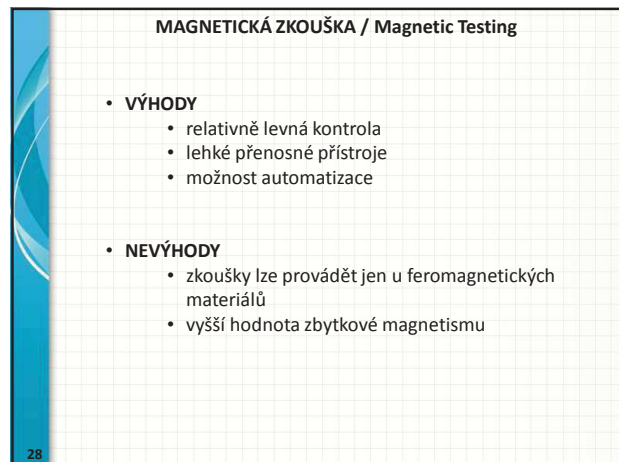 MAGNETICKÁ ZKOUŠKA / Magnetic Testing
• VÝHODY
• relativně levná kontrola
• lehké přenosné přístroje
• možnost automatizace
• NEVÝHODY
• zkoušky lze provádět jen u feromagnetických
materiálů
• vyšší hodnota zbytkové magnetismu
28